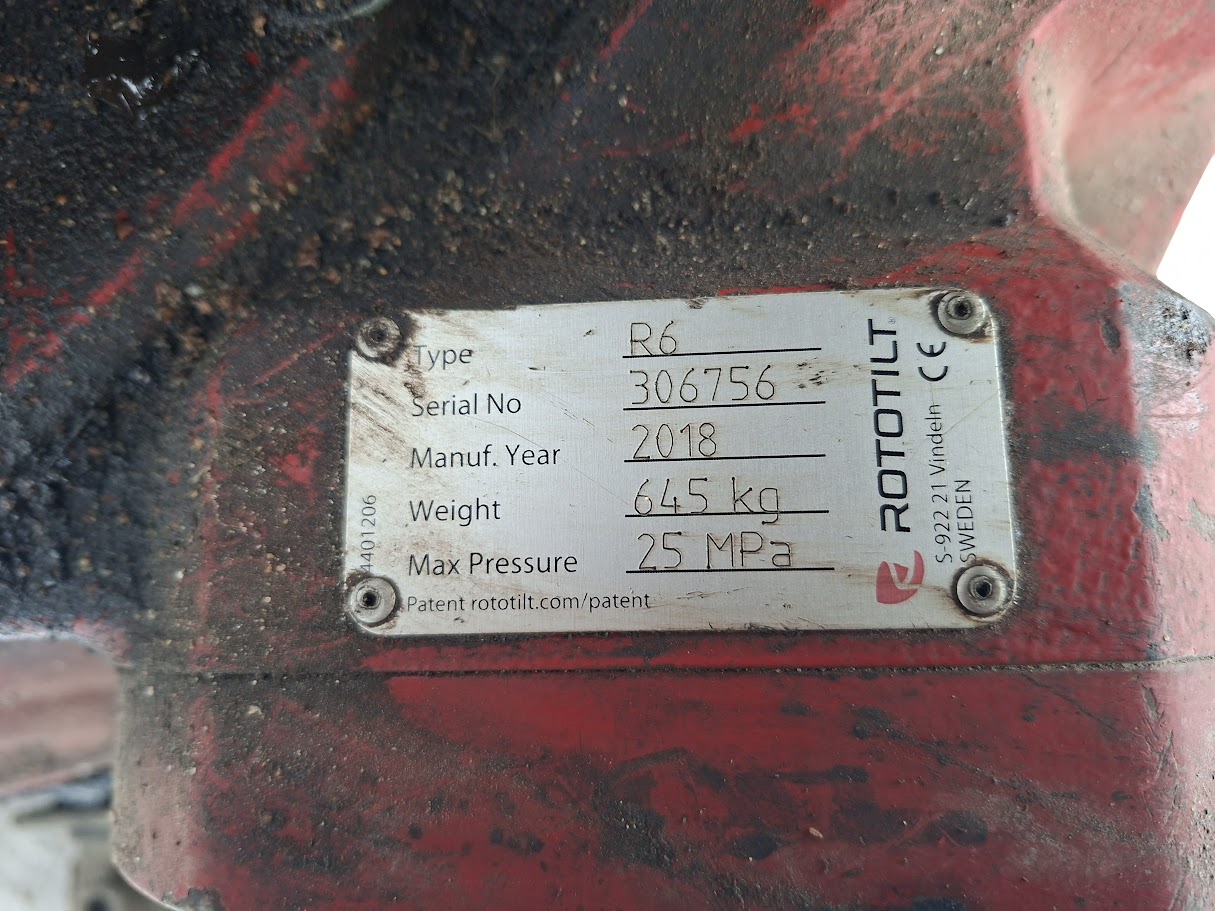 Type R6
Serial No 306756
Manuf. Year 2018
Weight 645 kg
Max Pressure 25 MPa
Patent rototilt.com/patent
4401206
ROTOTILT
S-922 21 Vindeln CE
SWEDEN